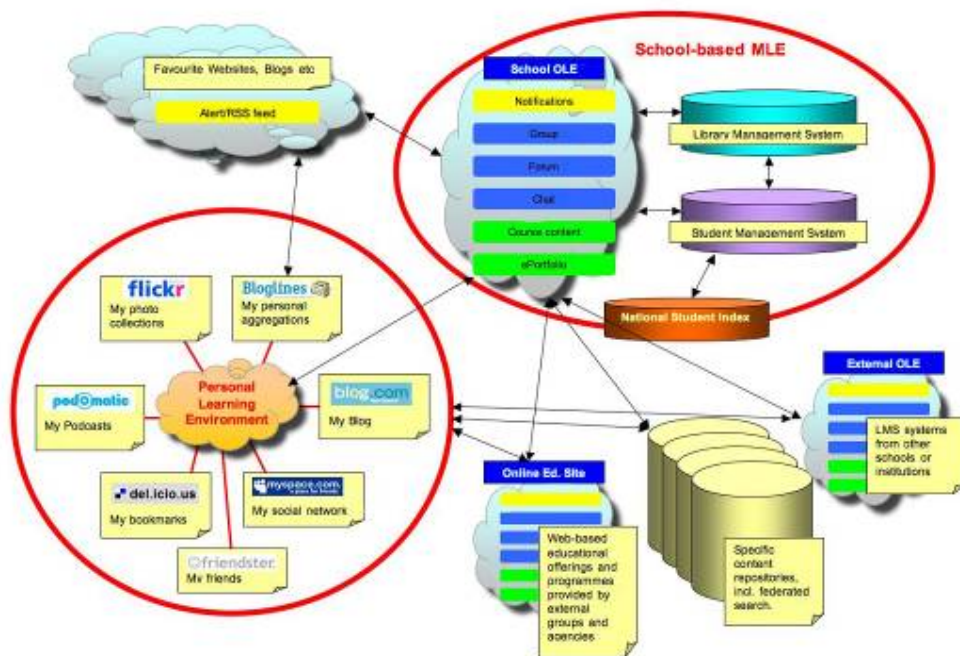 School-based MLE
Favourite Websites, Blogs etc
Alert/RSS feed
School OLE
Notifications
Group
Forum
Chat
Course content
ePortfolio
Library Management System
Student Management System
National Student Index
flickr
My photo
collections
Bloglines
My personal
aggregations
Personal
Learning
Environment
podomatic
My Podcasts
blog.com
My Blog
del.icio.us
My bookmarks
myspace.com
a place for friends
My social network
friendster
My friends
External OLE
LMS systems
from other
schools or
institutions
Online Ed. Site
Web-based
educational
offerings and
programmes
provided by
external
groups and
agencies
Specific
content
repositories,
incl. federated
search.